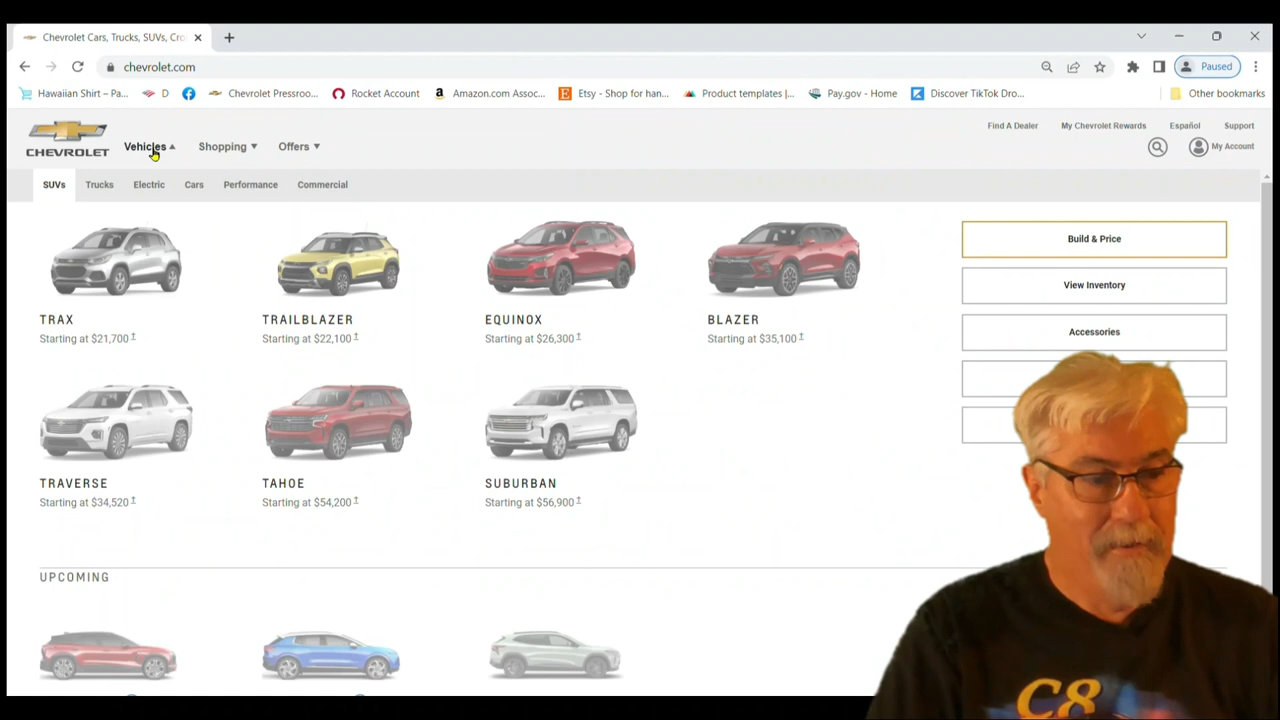 Chevrolet Cars, Trucks, SUVs, Cro
chevrolet.com
Paused
Hawaiian Shirt – Pa...
D
Chevrolet Pressroo...
Rocket Account
Amazon.com Assoc...
Etsy - Shop for han...
Product templates |...
Pay.gov - Home
Discover TikTok Dro...
Other bookmarks
Find A Dealer
My Chevrolet Rewards
Español
Support
CHEVROLET
Vehicles
Shopping
Offers
My Account
SUVs
Trucks
Electric
Cars
Performance
Commercial
TRAX
Starting at $21,700
TRAILBLAZER
Starting at $22,100
EQUINOX
Starting at $26,300
BLAZER
Starting at $35,100
Build & Price
View Inventory
Accessories
TRAVERSE
Starting at $34,520
TAHOE
Starting at $54,200
SUBURBAN
Starting at $56,900
UPCOMING
C8